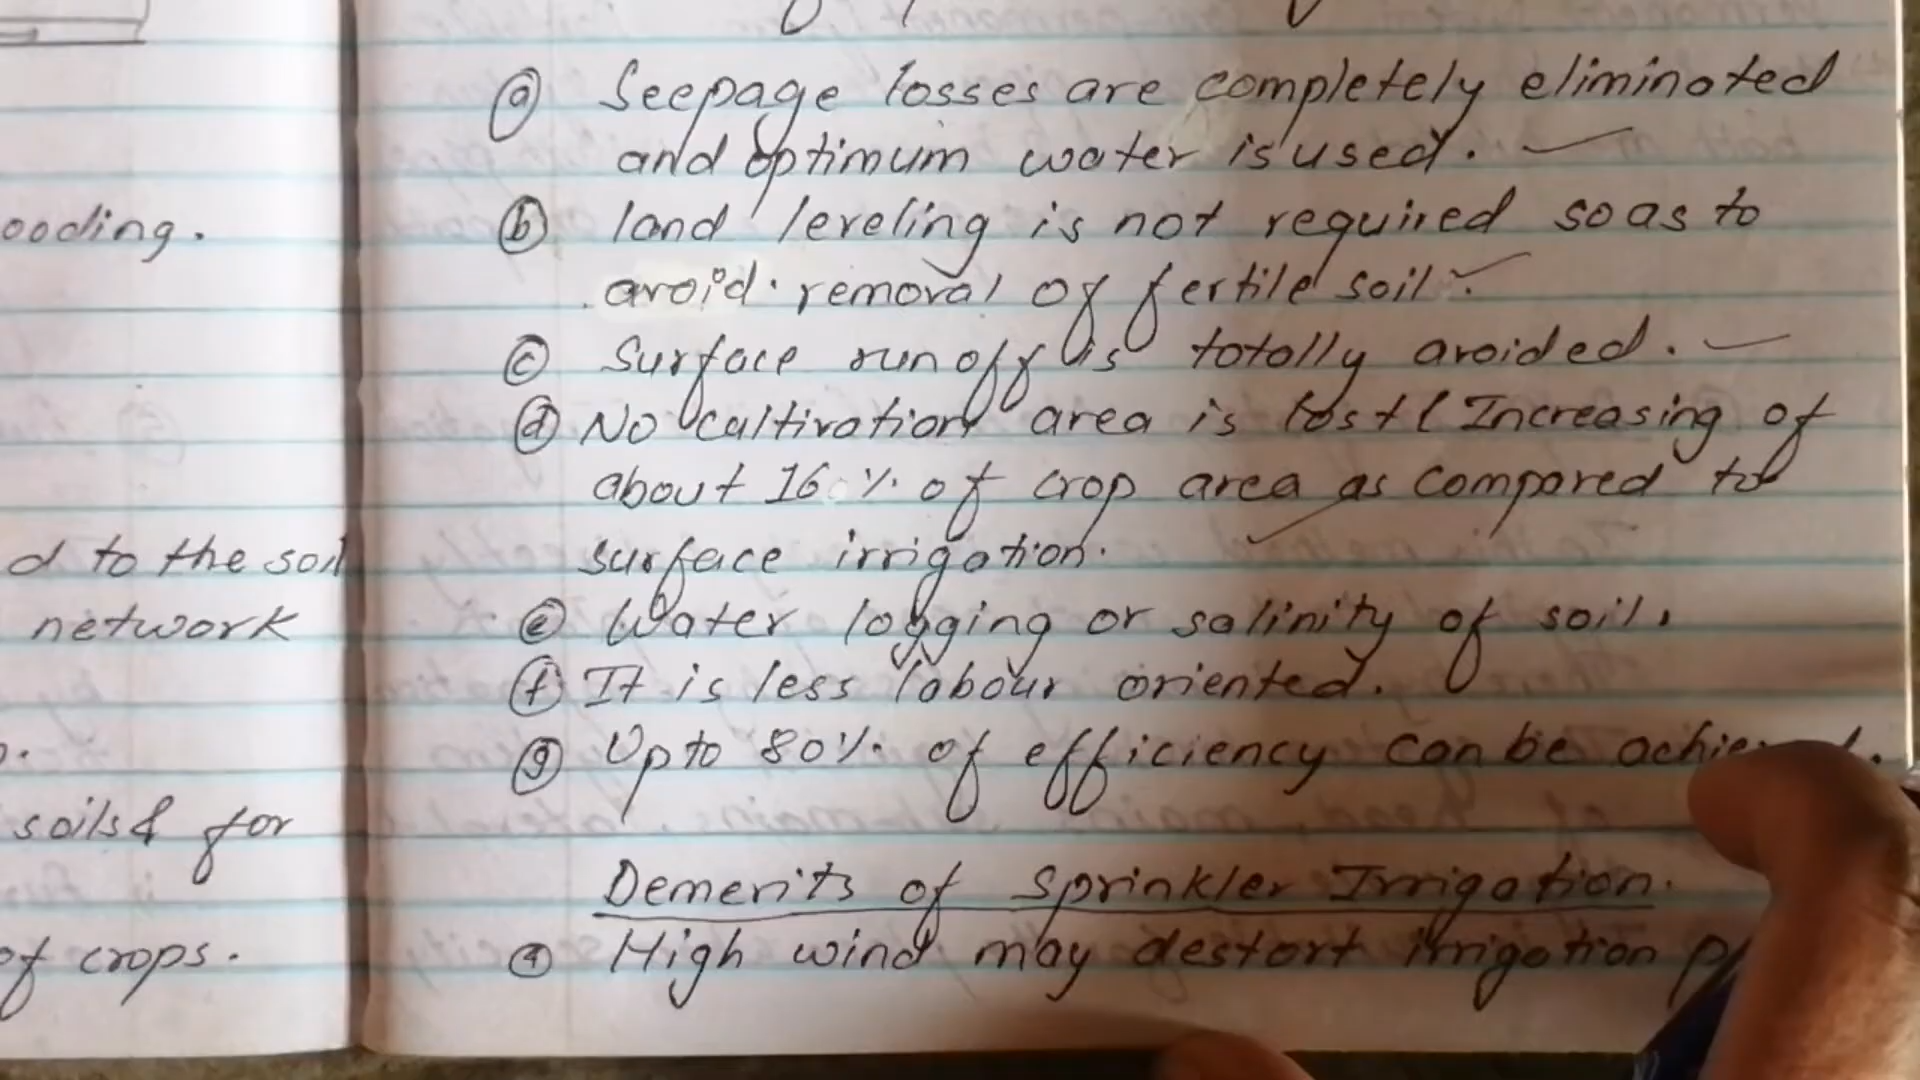 ooding.
d to the soil
network
soils & for
of crops.
(a) Seepage losses are completely eliminated
and optimum water is used.
(b) land leveling is not required so as to
avoid removal of fertile soil.
(c) Surface runoff is totally avoided.
(d) No cultivation area is lost (Increasing of
about 16 % of crop area as compared to
surface irrigation.
(e) Water logging or salinity of soil.
(f) It is less labour oriented.
(g) Upto 80% of efficiency can be
Demerits of Sprinkler Irrigation.
(a) High wind may destort irrigation